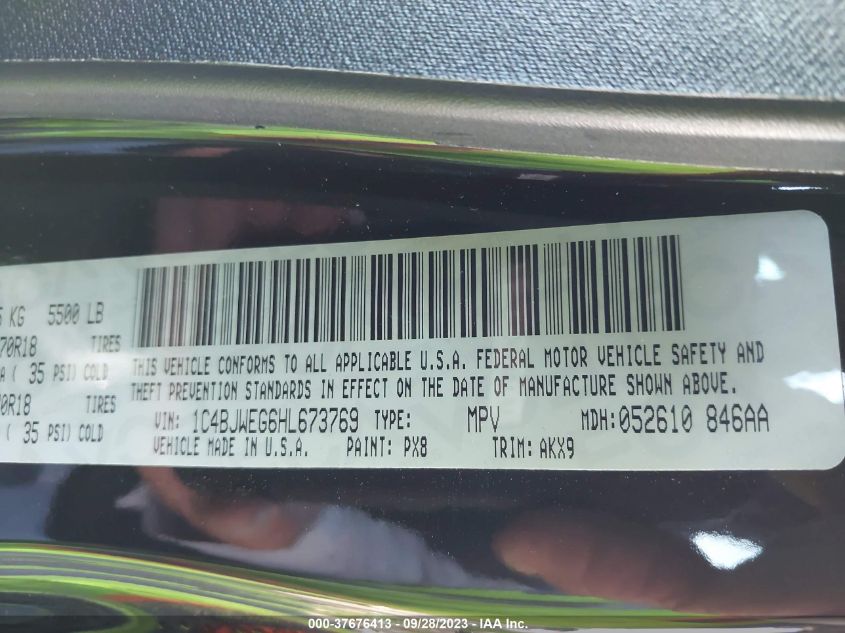 5500 LB
70R18 TIRES
( 35 PSI) COLD
0R18 TIRES
( 35 PSI) COLD
THIS VEHICLE CONFORMS TO ALL APPLICABLE U.S.A. FEDERAL MOTOR VEHICLE SAFETY AND
THEFT PREVENTION STANDARDS IN EFFECT ON THE DATE OF MANUFACTURE SHOWN ABOVE.
VIN: 1C4BJWEG6HL673769 TYPE: MPV MDH:052610 846AA
VEHICLE MADE IN U.S.A. PAINT: PX8 TRIM: AKX9
000-37676413 - 09/28/2023 - IAA Inc.